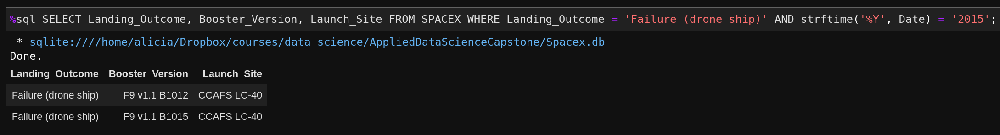 %sql SELECT Landing_Outcome, Booster_Version, Launch_Site FROM SPACEX WHERE Landing_Outcome = 'Failure (drone ship)' AND strftime('%Y', Date) = '2015';
* sqlite:////home/alicia/Dropbox/courses/data_science/AppliedDataScienceCapstone/Spacex.db
Done.
Landing_Outcome Booster_Version Launch_Site
Failure (drone ship) F9 v1.1 B1012 CCAFS LC-40
Failure (drone ship) F9 v1.1 B1015 CCAFS LC-40